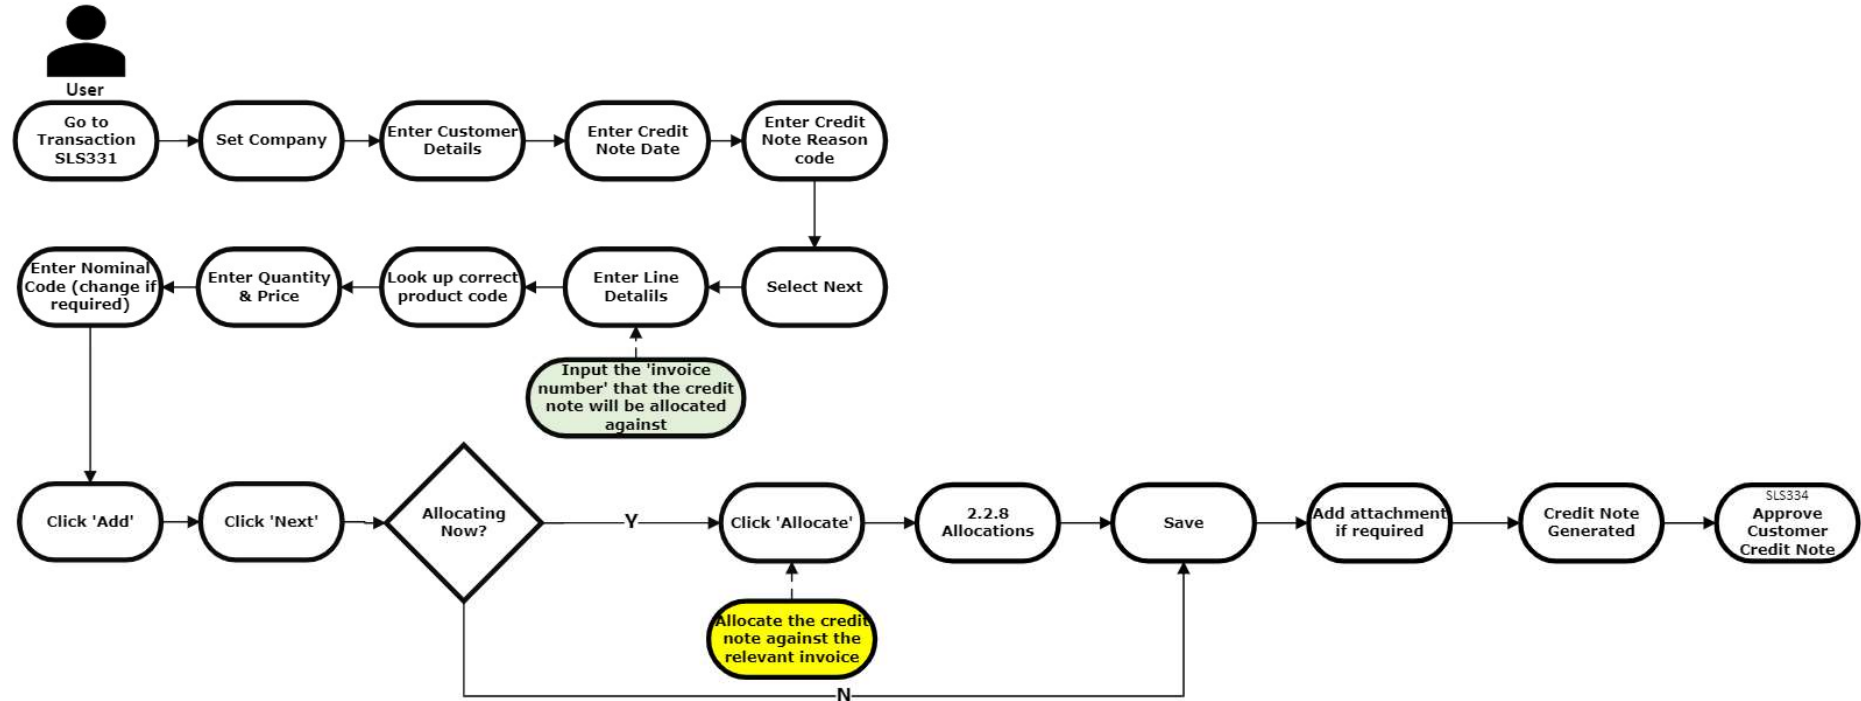 User
Go to
Transaction
SLS331
Set Company
Enter Customer
Details
Enter Credit
Note Date
Enter Credit
Note Reason
code
Enter Nominal
Code (change if
required)
Enter Quantity
& Price
Look up correct
product code
Enter Line
Detalils
Select Next
Input the 'invoice
number' that the credit
note will be allocated
against
Click 'Add'
Click 'Next'
Allocating
Now?
Y
Click 'Allocate'
2.2.8
Allocations
Save
Add attachment
if required
Credit Note
Generated
SLS334
Approve
Customer
Credit Note
Allocate the credit
note against the
relevant invoice
N